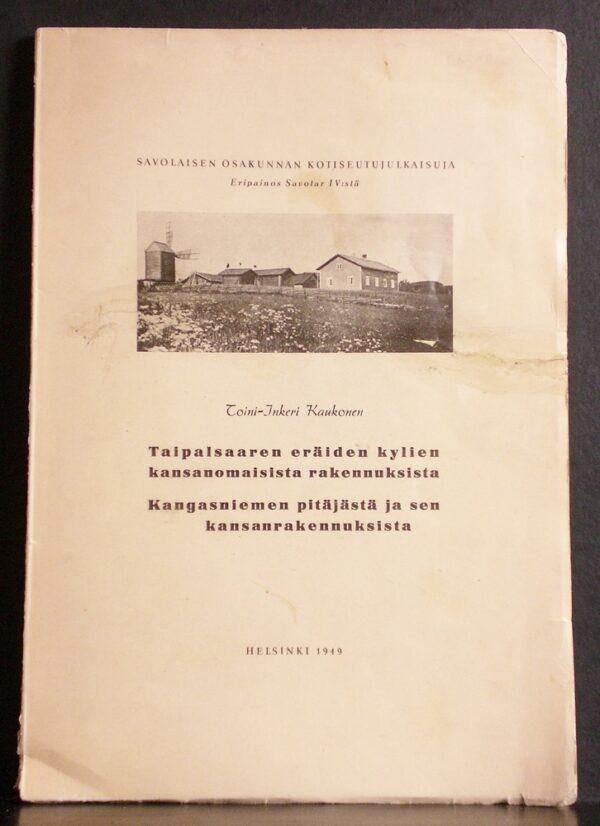 SAVOLAISEN OSAKUNNAN KOTISEUTUJULKAISUJA
Eripainos Savotar IV:stä
Toini-Inkeri Kaukonen
Taipalsaaren eräiden kylien
kansanomaisista rakennuksista
Kangasniemen pitäjästä ja sen
kansanrakennuksista
HELSINKI 1949